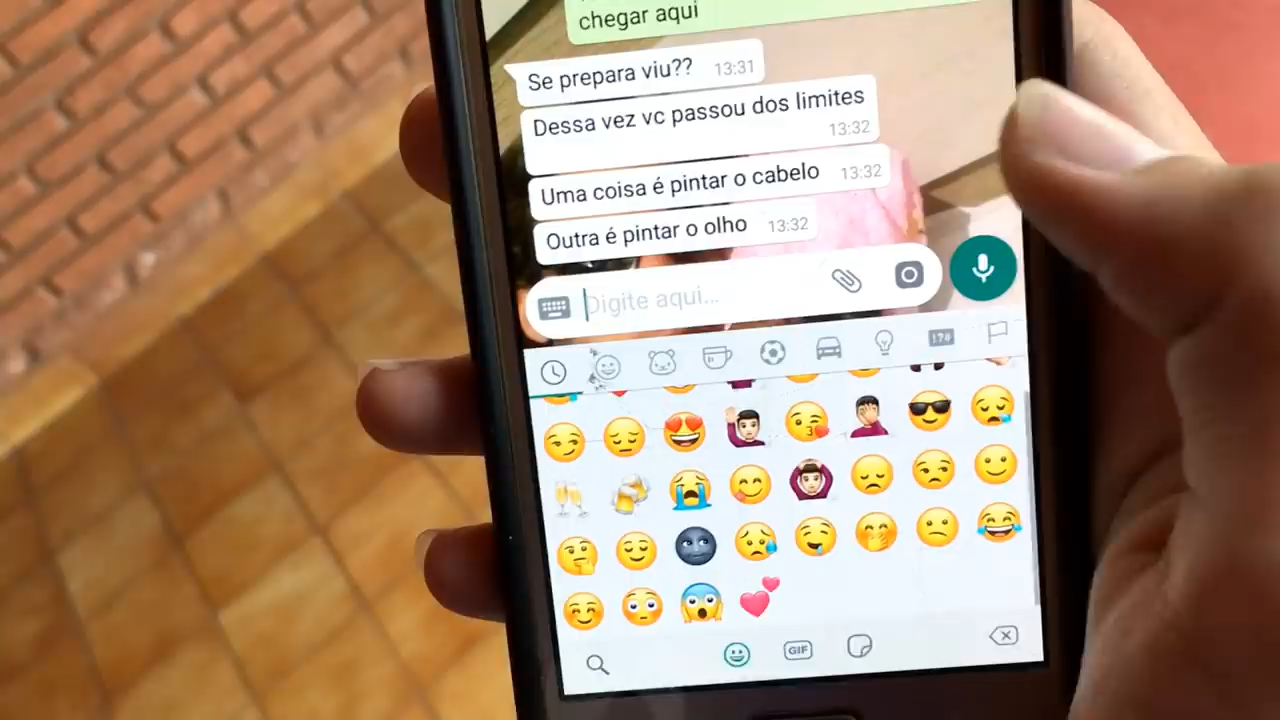 chegar aqui
Se prepara viu?? 13:31
Dessa vez vc passou dos limites
13:32
Uma coisa é pintar o cabelo 13:32
Outra é pintar o olho 13:32
Digite aqui...
GIF